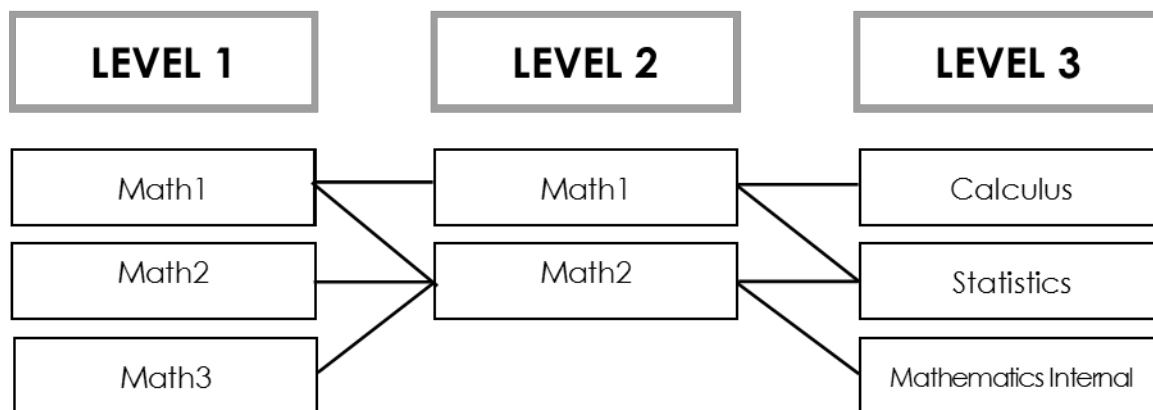 LEVEL 1
LEVEL 2
LEVEL 3
Math1
Math1
Calculus
Math2
Math2
Statistics
Math3
Mathematics Internal